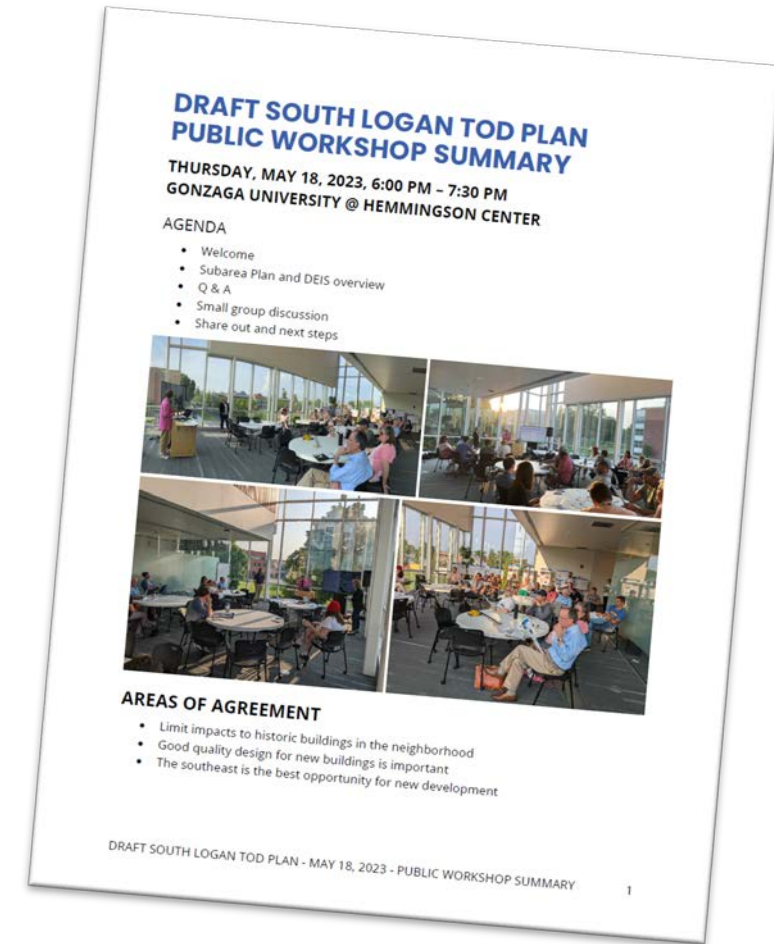 DRAFT SOUTH LOGAN TOD PLAN
PUBLIC WORKSHOP SUMMARY
THURSDAY, MAY 18, 2023, 6:00 PM – 7:30 PM
GONZAGA UNIVERSITY @ HEMMINGSON CENTER
AGENDA
• Welcome
• Subarea Plan and DEIS overview
• Q & A
• Small group discussion
• Share out and next steps
AREAS OF AGREEMENT
• Limit impacts to historic buildings in the neighborhood
• Good quality design for new buildings is important
• The southeast is the best opportunity for new development
DRAFT SOUTH LOGAN TOD PLAN - MAY 18, 2023 - PUBLIC WORKSHOP SUMMARY 1